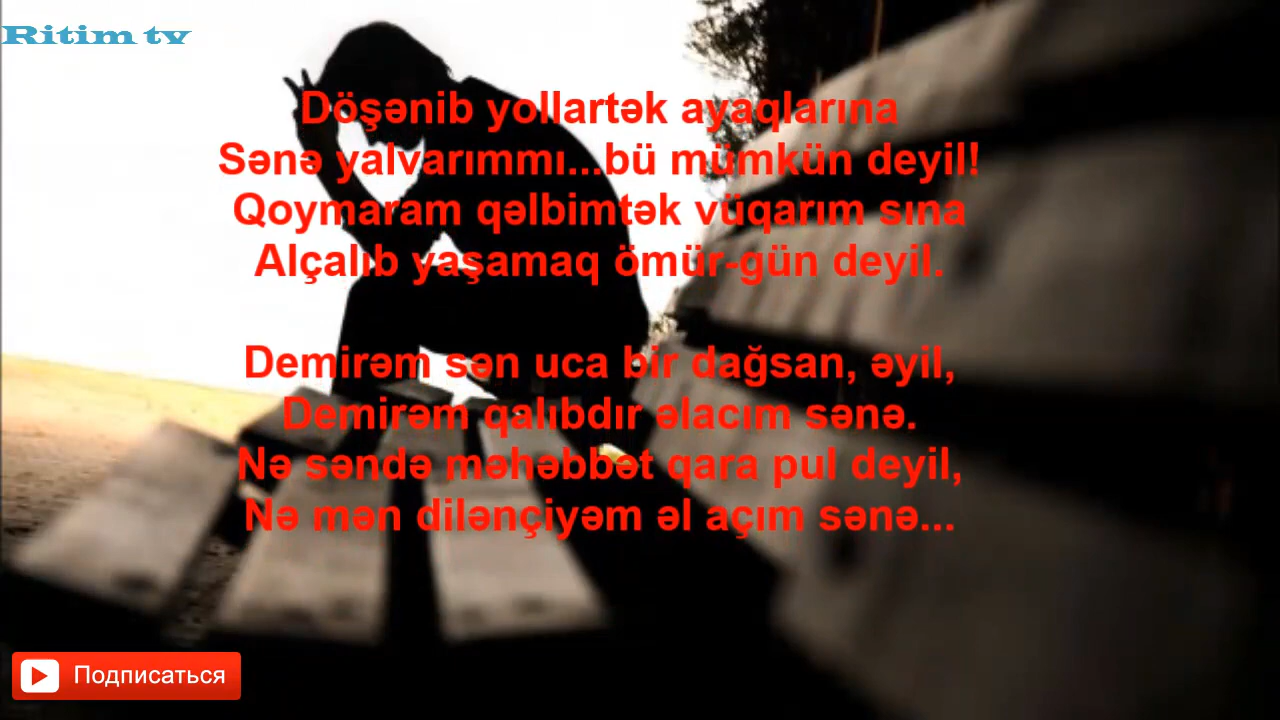 Ritim tv
Döşənib yollartək ayaqlarına
Sənə yalvarımmı...bü mümkün deyil!
Qoymaram qəlbimtək vüqarım sına
Alçalıb yaşamaq ömür-gün deyil.
Demirəm sən uca bir dağsan, əyil,
Demirəm qalıbdır əlacım sənə.
Nə səndə məhəbbət qara pul deyil,
Nə mən dilənçiyəm əl açım sənə...
Подписаться